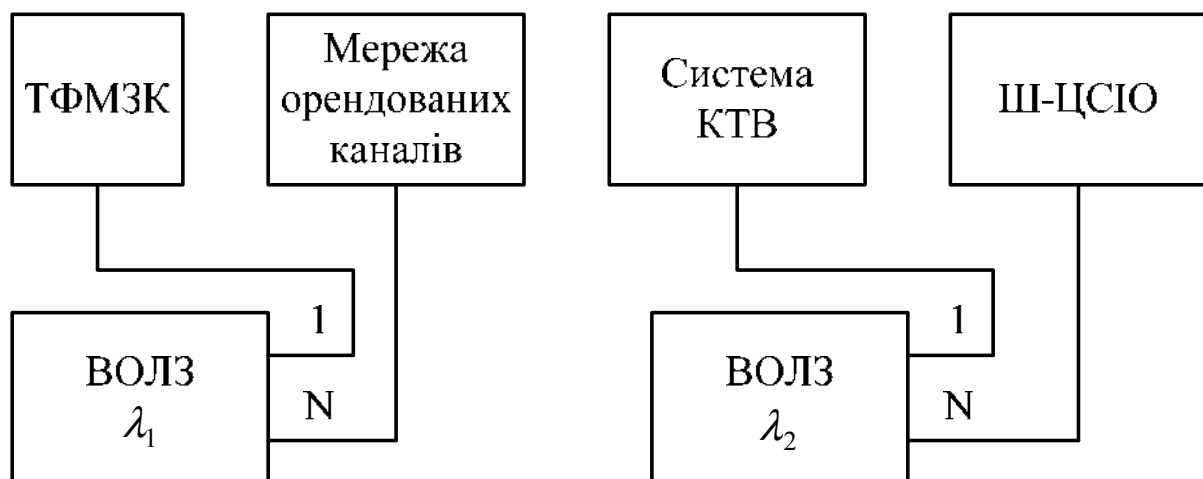 ТФМЗК
Мережа
орендованих
каналів
Система
КТВ
Ш-ЦСІО
1
ВОЛЗ
λ₁
N
1
ВОЛЗ
λ₂
N